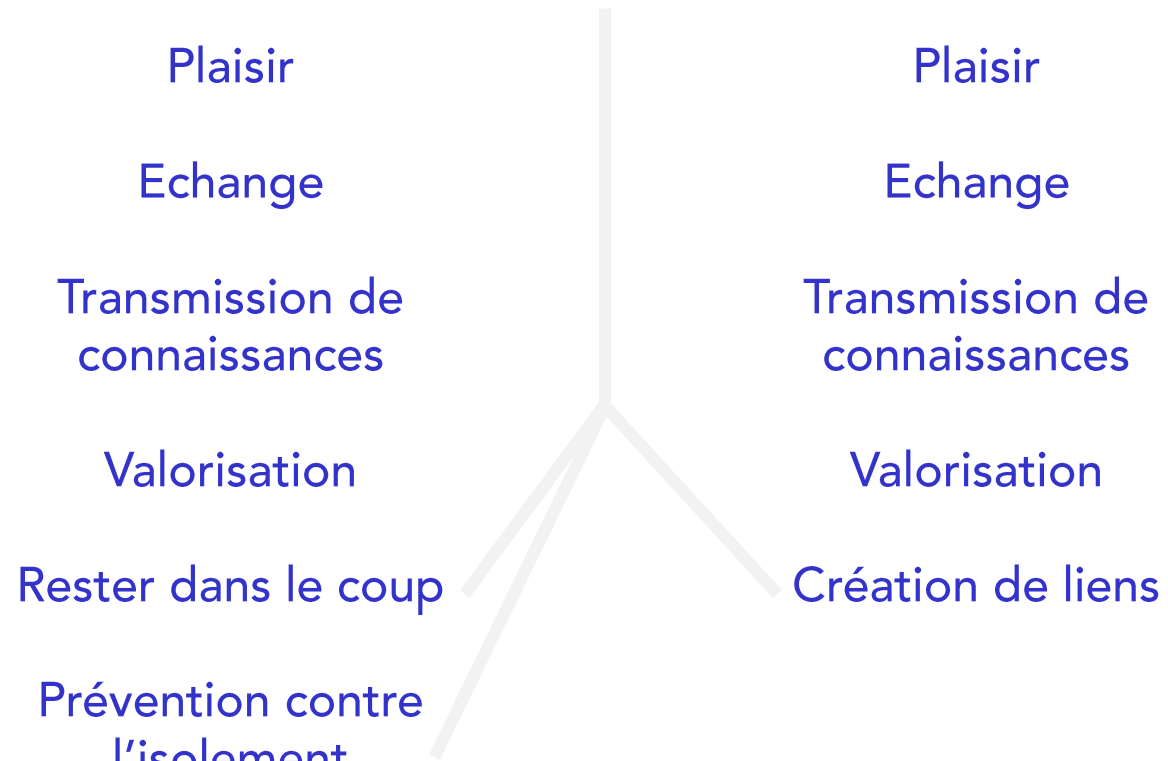 Plaisir
Echange
Transmission de
connaissances
Valorisation
Rester dans le coup
Prévention contre
l’isolement
Plaisir
Echange
Transmission de
connaissances
Valorisation
Création de liens